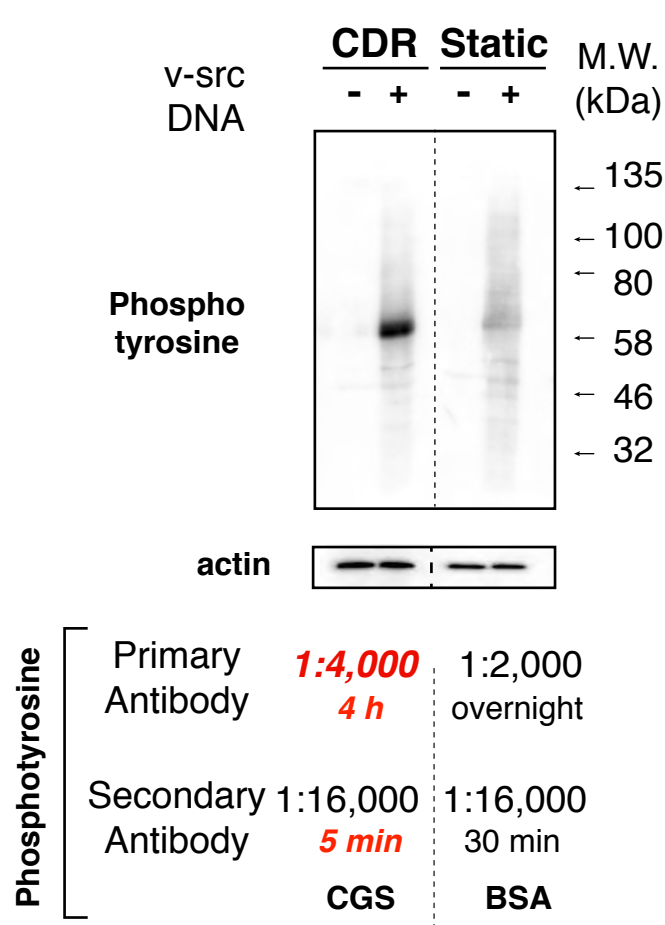 CDR Static M.W.
(kDa)
v-src
DNA
- + - +
135
100
80
58
46
32
Phospho
tyrosine
actin
Phosphotyrosine
Primary
Antibody
1:4,000 1:2,000
4 h overnight
Secondary 1:16,000 1:16,000
Antibody 5 min 30 min
CGS BSA